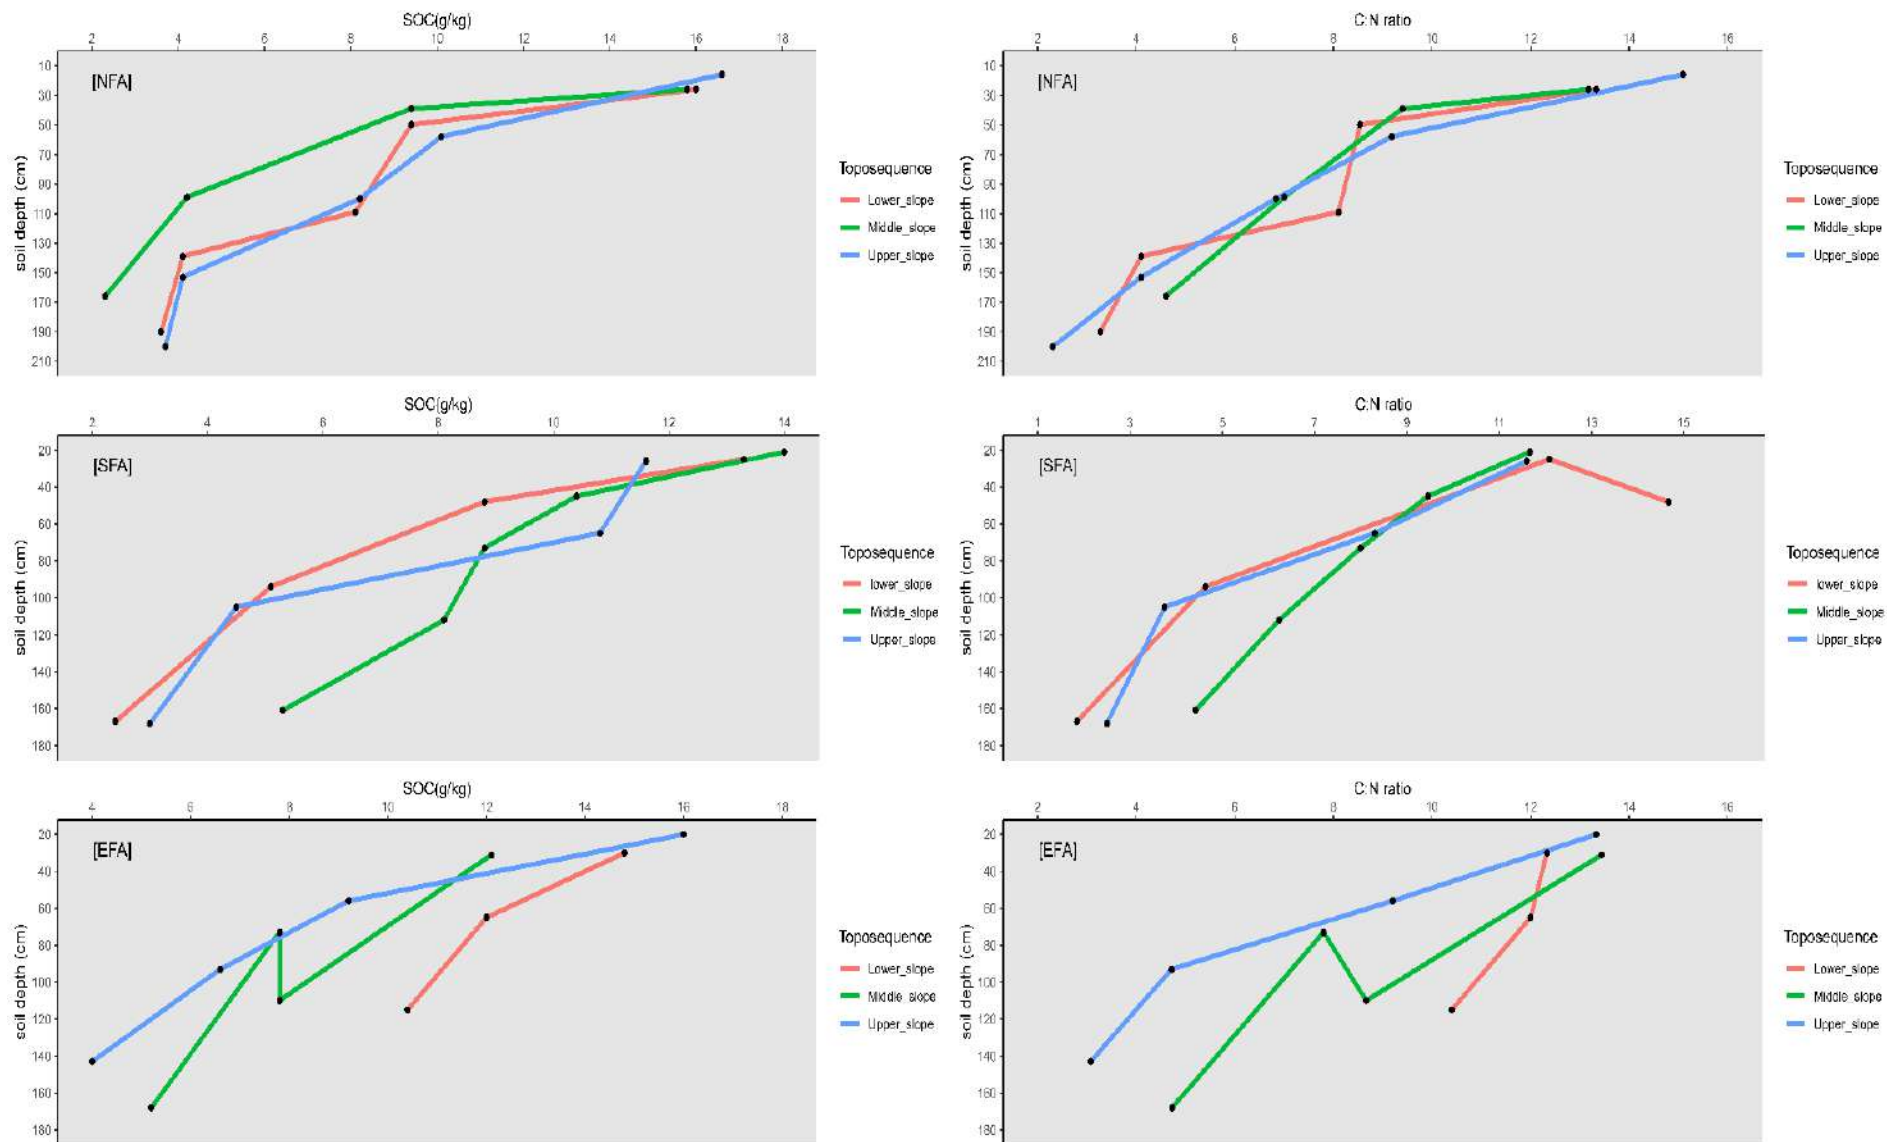 SOC(g/kg)
2 4 6 8 10 12 14 16 18
[NFA]
soil depth (cm)
10
30
50
70
90
110
130
150
170
190
210
Toposequence
Lower_slope
Middle_slope
Upper_slope
C:N ratio
2 4 6 8 10 12 14 16
[NFA]
soil depth (cm)
10
30
50
70
90
110
130
150
170
190
210
Toposequence
Lower_slope
Middle_slope
Upper_slope
SOC(g/kg)
2 4 6 8 10 12 14
[SFA]
soil depth (cm)
20
40
60
80
100
120
140
160
180
Toposequence
lower_slope
Middle_slope
Upper_slope
C:N ratio
1 3 5 7 9 11 13 15
[SFA]
soil depth (cm)
20
40
60
80
100
120
140
160
180
Toposequence
lower_slope
Middle_slope
Upper_slope
SOC(g/kg)
4 6 8 10 12 14 16 18
[EFA]
soil depth (cm)
20
40
60
80
100
120
140
160
180
Toposequence
Lower_slope
Middle_slope
Upper_slope
C:N ratio
2 4 6 8 10 12 14 16
[EFA]
soil depth (cm)
20
40
60
80
100
120
140
160
180
Toposequence
Lower_slope
Middle_slope
Upper_slope